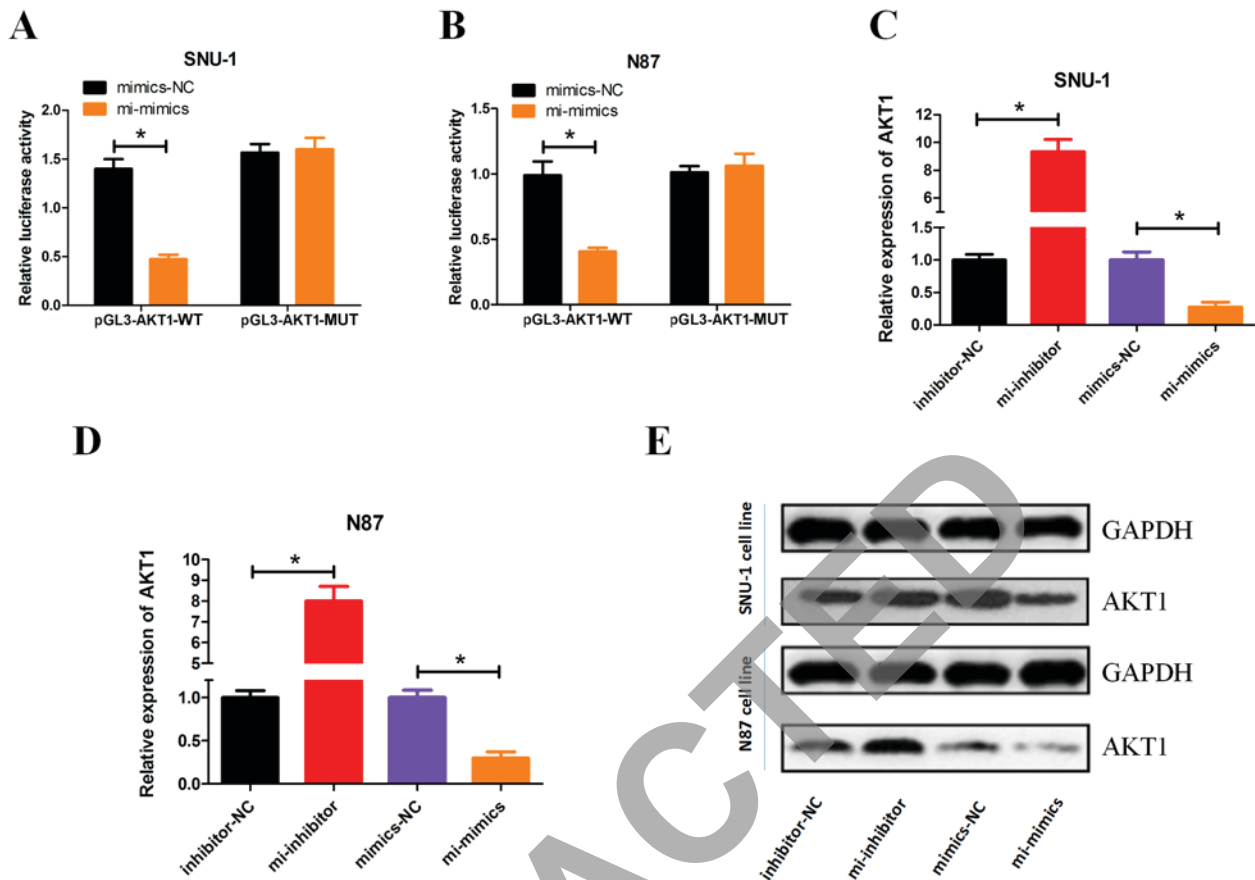 A
SNU-1
mimics-NC
mi-mimics
Relative luciferase activity
2.0
1.5
1.0
0.5
0.0
*
pGL3-AKT1-WT
pGL3-AKT1-MUT
B
N87
mimics-NC
mi-mimics
Relative luciferase activity
1.5
1.0
0.5
0.0
*
pGL3-AKT1-WT
pGL3-AKT1-MUT
C
SNU-1
Relative expression of AKT1
10
8
6
4
2
1.5
1.0
0.5
0.0
*
*
inhibitor-NC
mi-inhibitor
mimics-NC
mi-mimics
D
N87
Relative expression of AKT1
10
9
8
7
6
5
1.0
0.5
0.0
*
*
inhibitor-NC
mi-inhibitor
mimics-NC
mi-mimics
E
SNU-1 cell line
GAPDH
AKT1
N87 cell line
GAPDH
AKT1
inhibitor-NC
mi-inhibitor
mimics-NC
mi-mimics
ACTED